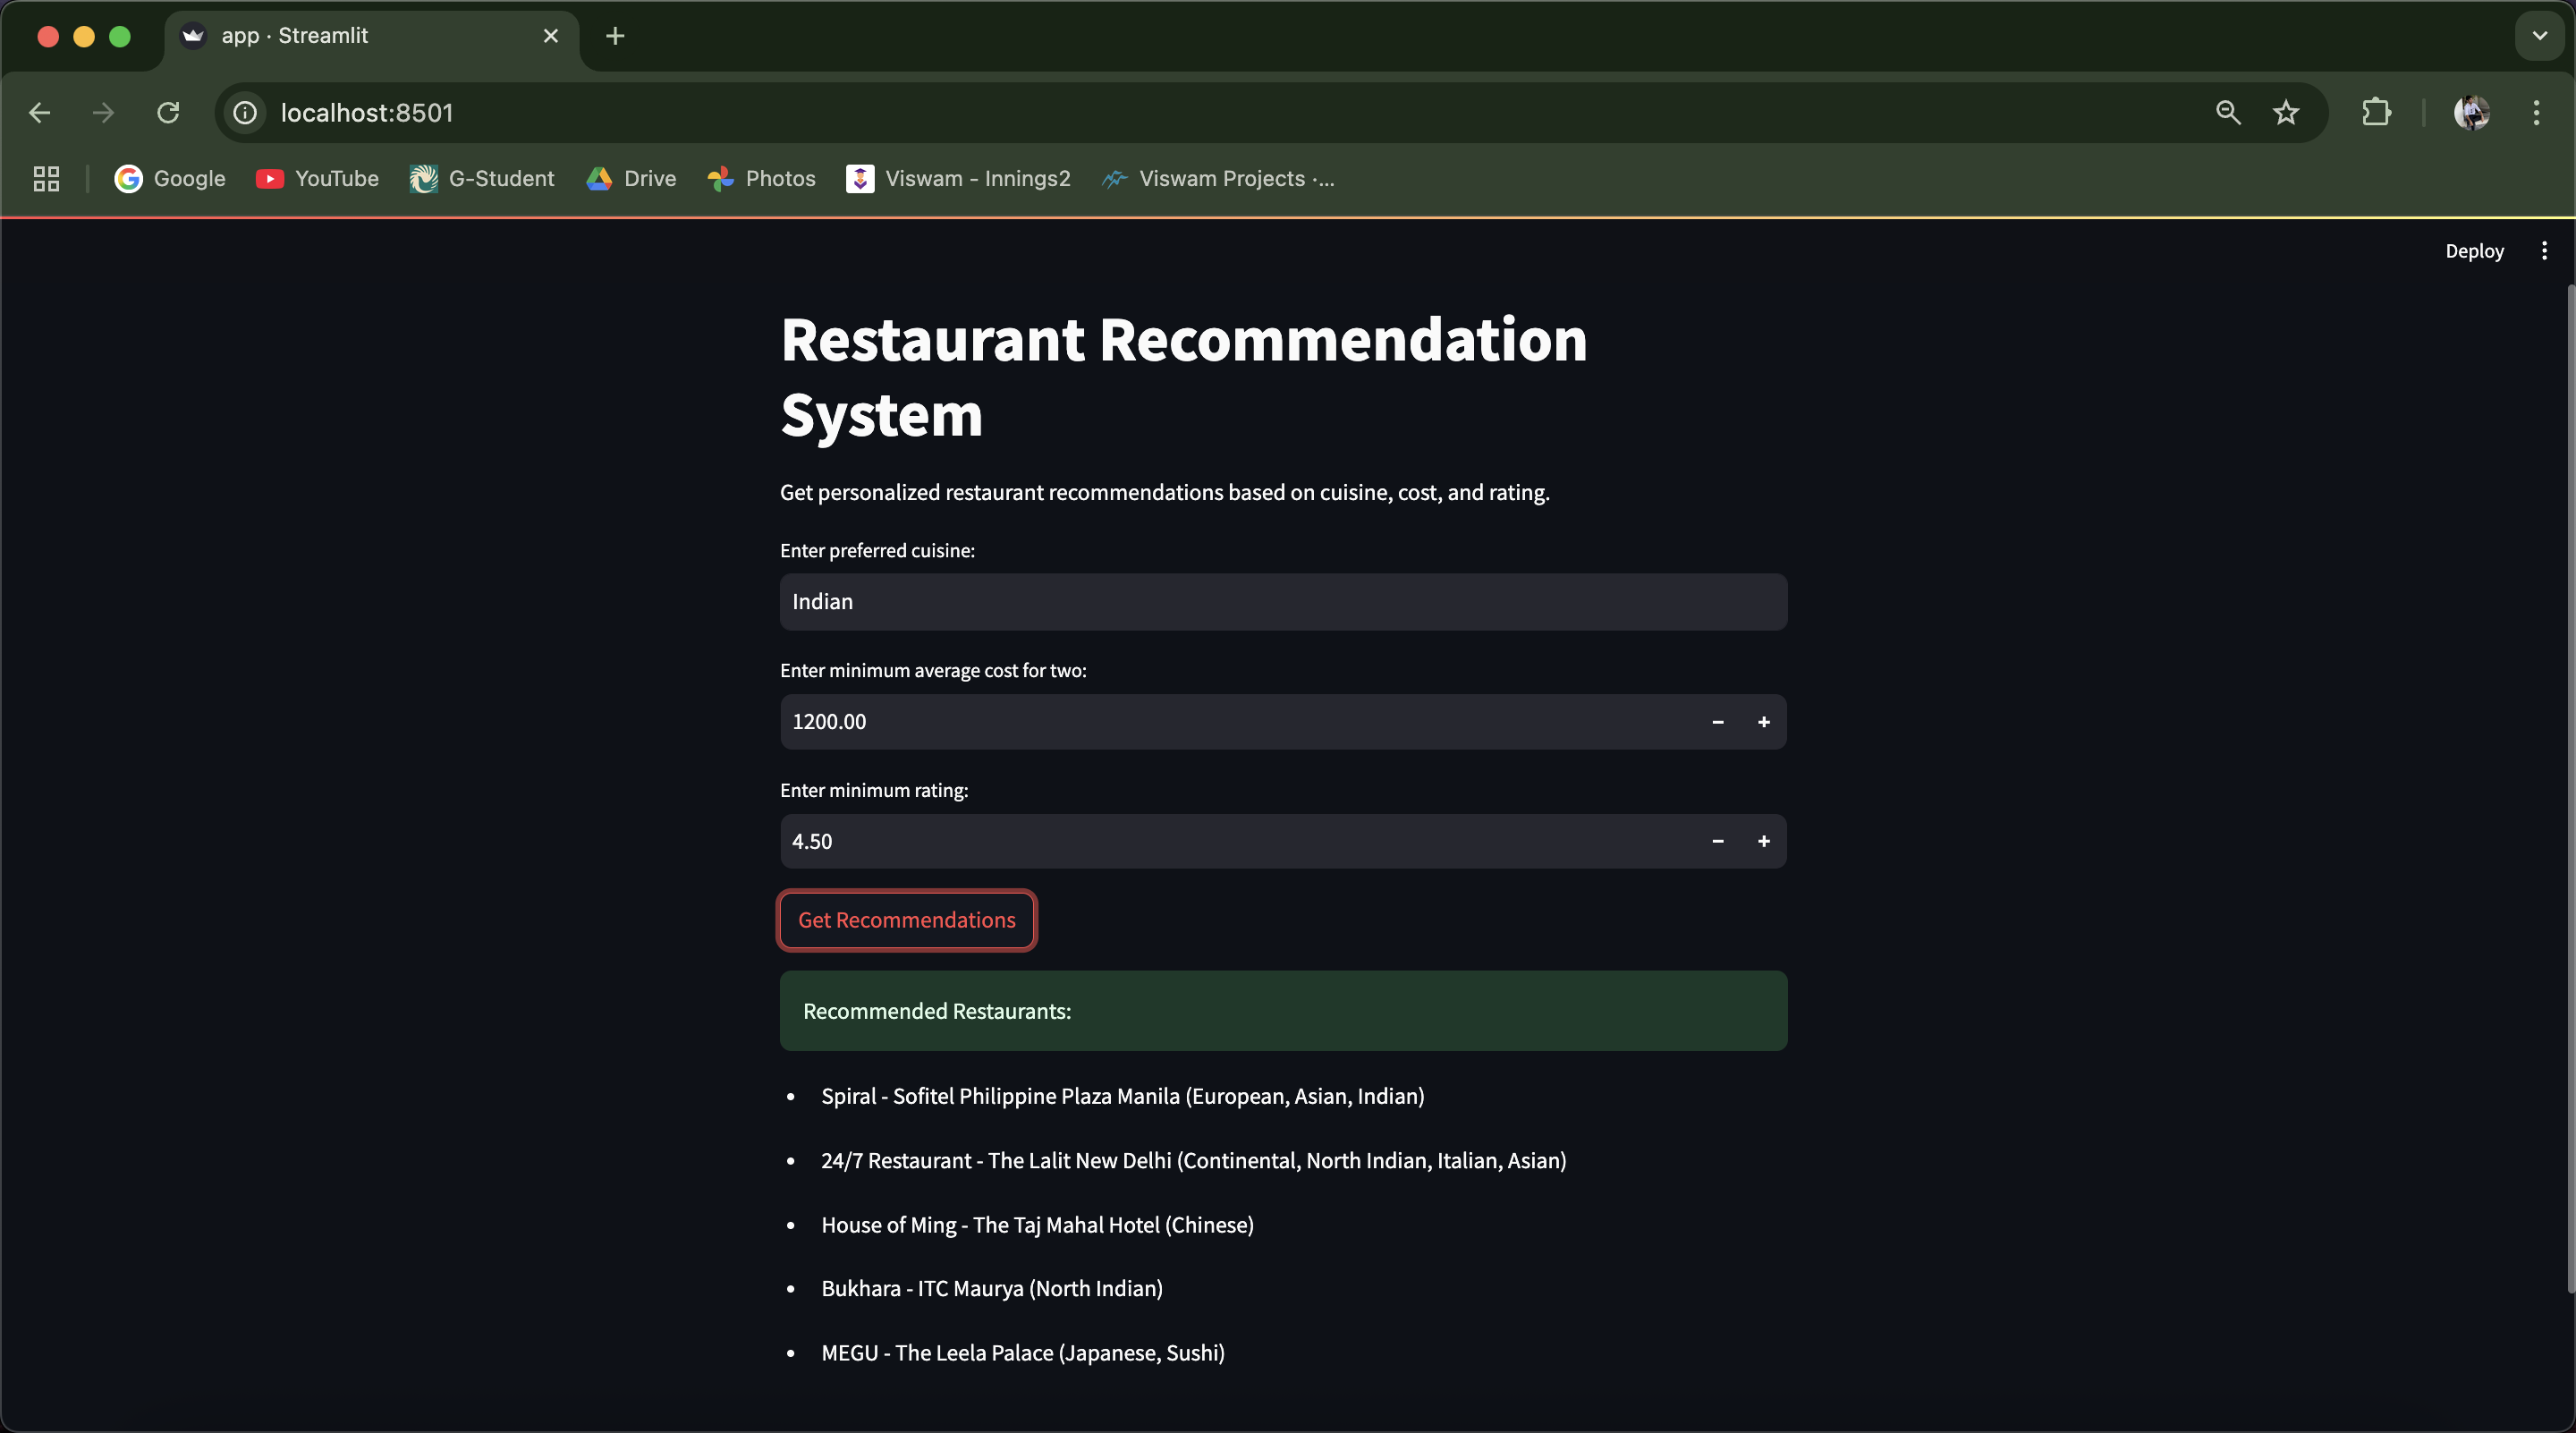 app · Streamlit
localhost:8501
Google
YouTube
G-Student
Drive
Photos
Viswam - Innings2
Viswam Projects ·...
Deploy
Restaurant Recommendation
System
Get personalized restaurant recommendations based on cuisine, cost, and rating.
Enter preferred cuisine:
Indian
Enter minimum average cost for two:
1200.00
Enter minimum rating:
4.50
Get Recommendations
Recommended Restaurants:
• Spiral - Sofitel Philippine Plaza Manila (European, Asian, Indian)
• 24/7 Restaurant - The Lalit New Delhi (Continental, North Indian, Italian, Asian)
• House of Ming - The Taj Mahal Hotel (Chinese)
• Bukhara - ITC Maurya (North Indian)
• MEGU - The Leela Palace (Japanese, Sushi)